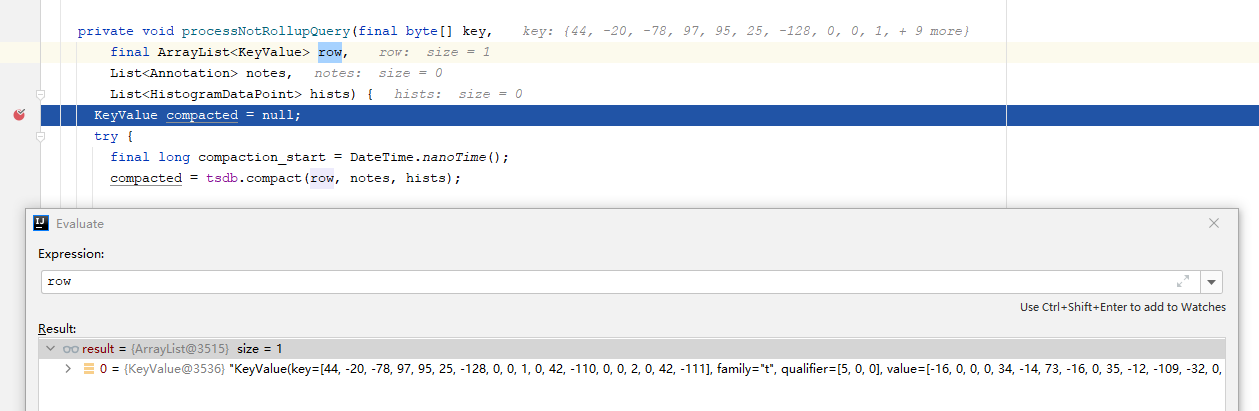 private void processNotRollupQuery(final byte[] key,    key: {44, -20, -78, 97, 95, 25, -128, 0, 0, 1, + 9 more}
final ArrayList<KeyValue> row,    row:  size = 1
List<Annotation> notes,   notes:  size = 0
List<HistogramDataPoint> hists) {   hists:  size = 0
KeyValue compacted = null;
try {
final long compaction_start = DateTime.nanoTime();
compacted = tsdb.compact(row, notes, hists);
IJ Evaluate
Expression:
row
Use Ctrl+Shift+Enter to add to Watches
Result:
result = {ArrayList@3515}  size = 1
0 = {KeyValue@3536} "KeyValue(key=[44, -20, -78, 97, 95, 25, -128, 0, 0, 1, 0, 42, -110, 0, 0, 2, 0, 42, -111], family="t", qualifier=[5, 0, 0], value=[-16, 0, 0, 0, 34, -14, 73, -16, 0, 35, -12, -109, -32, 0,